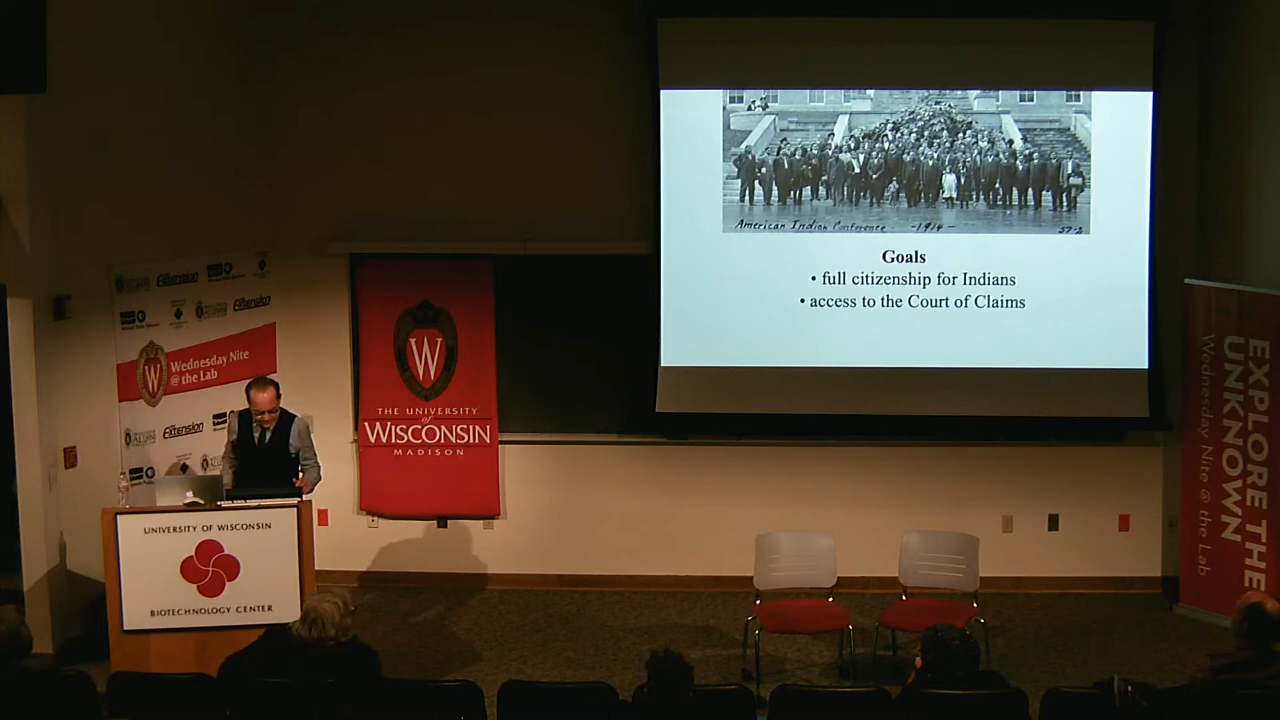 American Indian Conference -1914- 57-2
Goals
• full citizenship for Indians
• access to the Court of Claims
Extension
Extension
Wednesday Nite
@ the Lab
Extension
W
THE UNIVERSITY
of
WISCONSIN
MADISON
UNIVERSITY OF WISCONSIN
BIOTECHNOLOGY CENTER
EXPLORE THE
UNKNOWN
Wednesday Nite @ the Lab